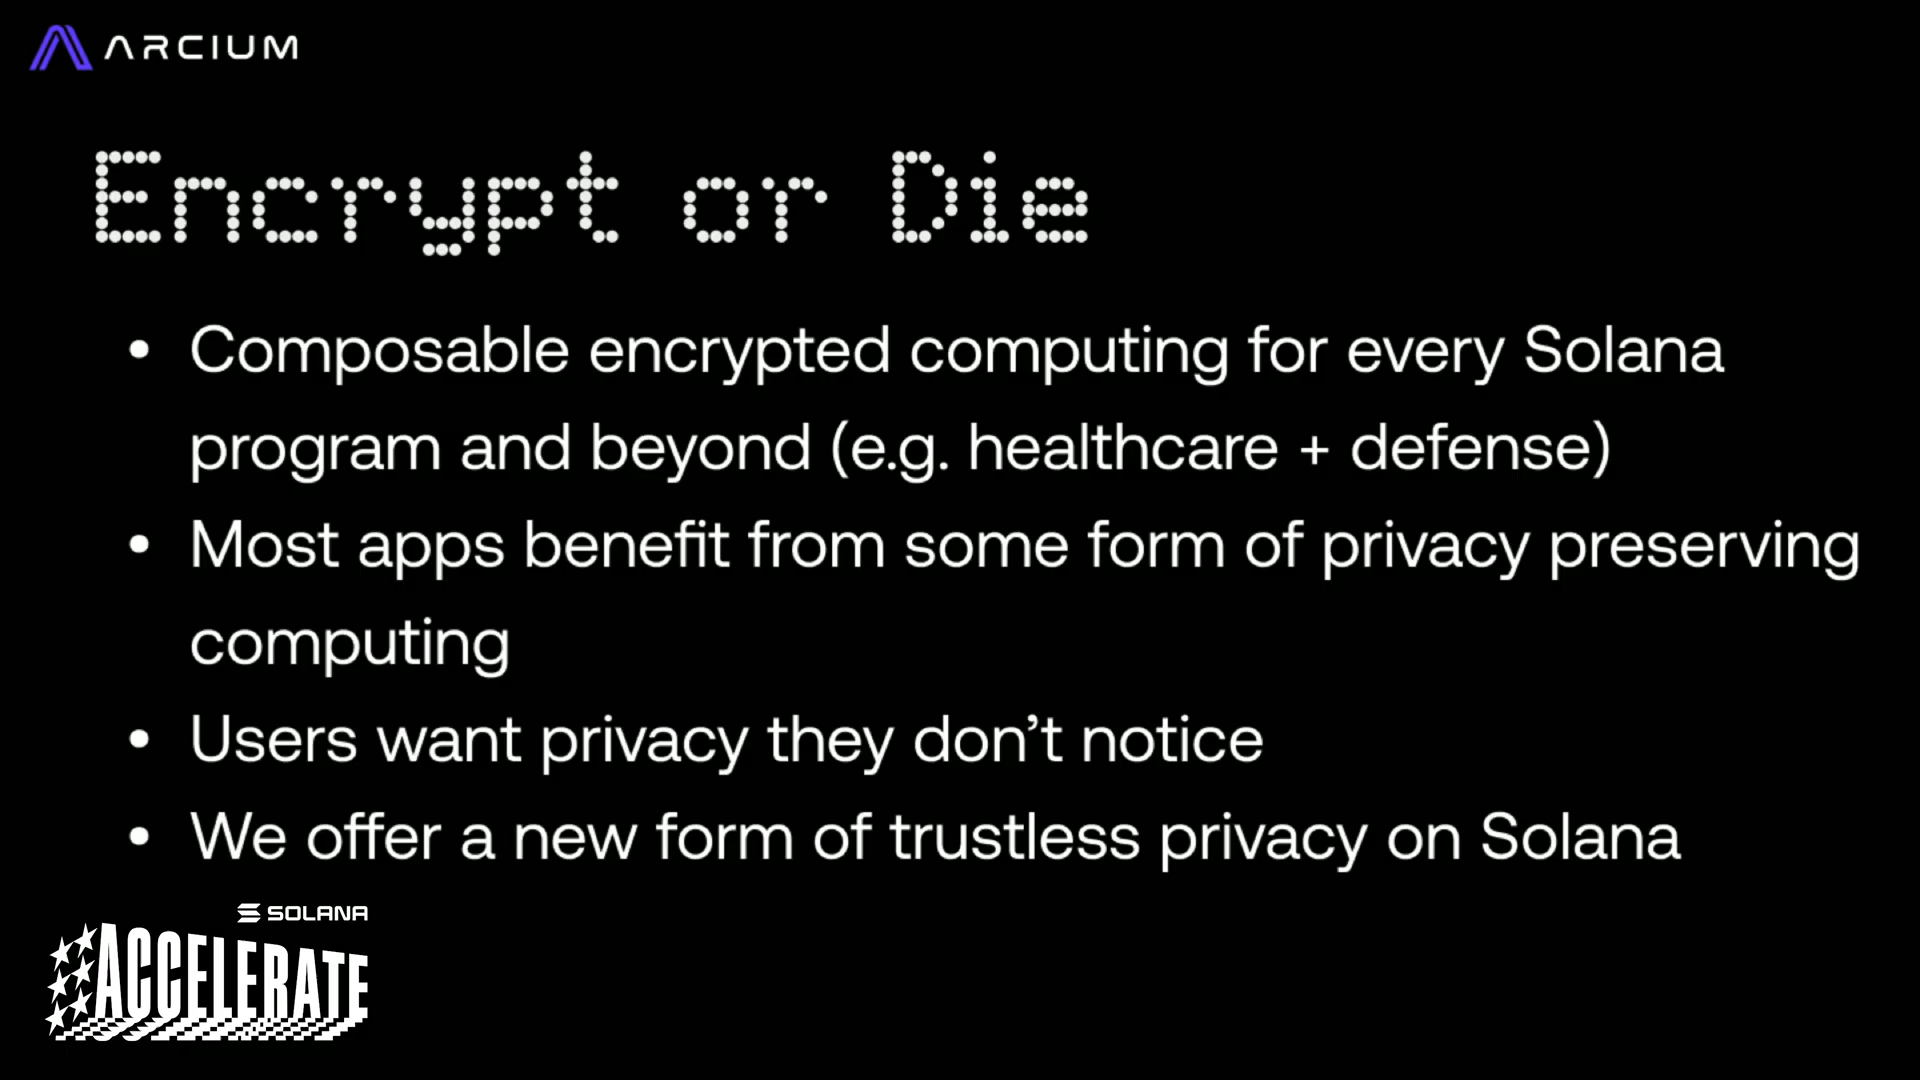 ARCIUM
Encrypt or Die
• Composable encrypted computing for every Solana
program and beyond (e.g. healthcare + defense)
• Most apps benefit from some form of privacy preserving
computing
• Users want privacy they don’t notice
• We offer a new form of trustless privacy on Solana
SOLANA
ACCELERATE